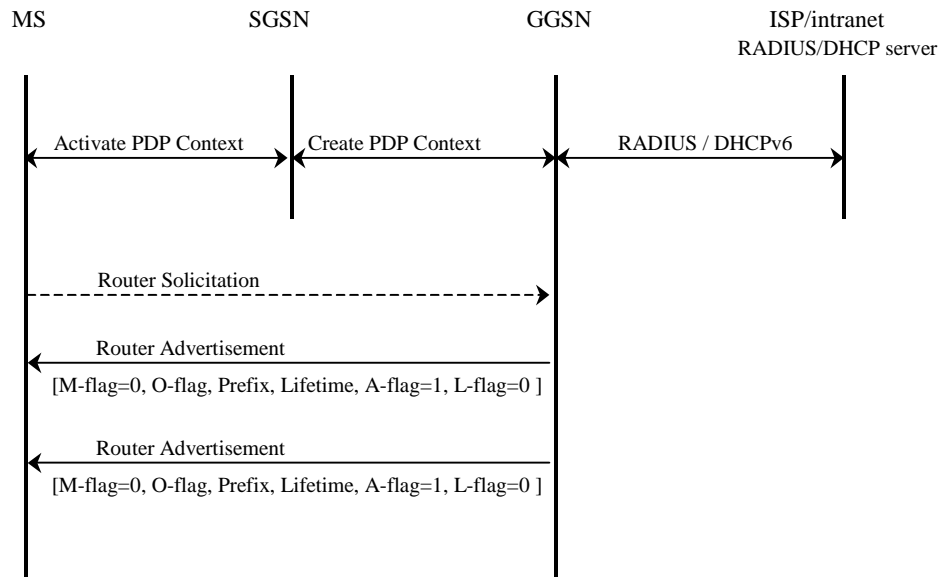 MS
SGSN
GGSN
ISP/intranet
RADIUS/DHCP server
Activate PDP Context
Create PDP Context
RADIUS / DHCPv6
Router Solicitation
Router Advertisement
[M-flag=0, O-flag, Prefix, Lifetime, A-flag=1, L-flag=0 ]
Router Advertisement
[M-flag=0, O-flag, Prefix, Lifetime, A-flag=1, L-flag=0 ]